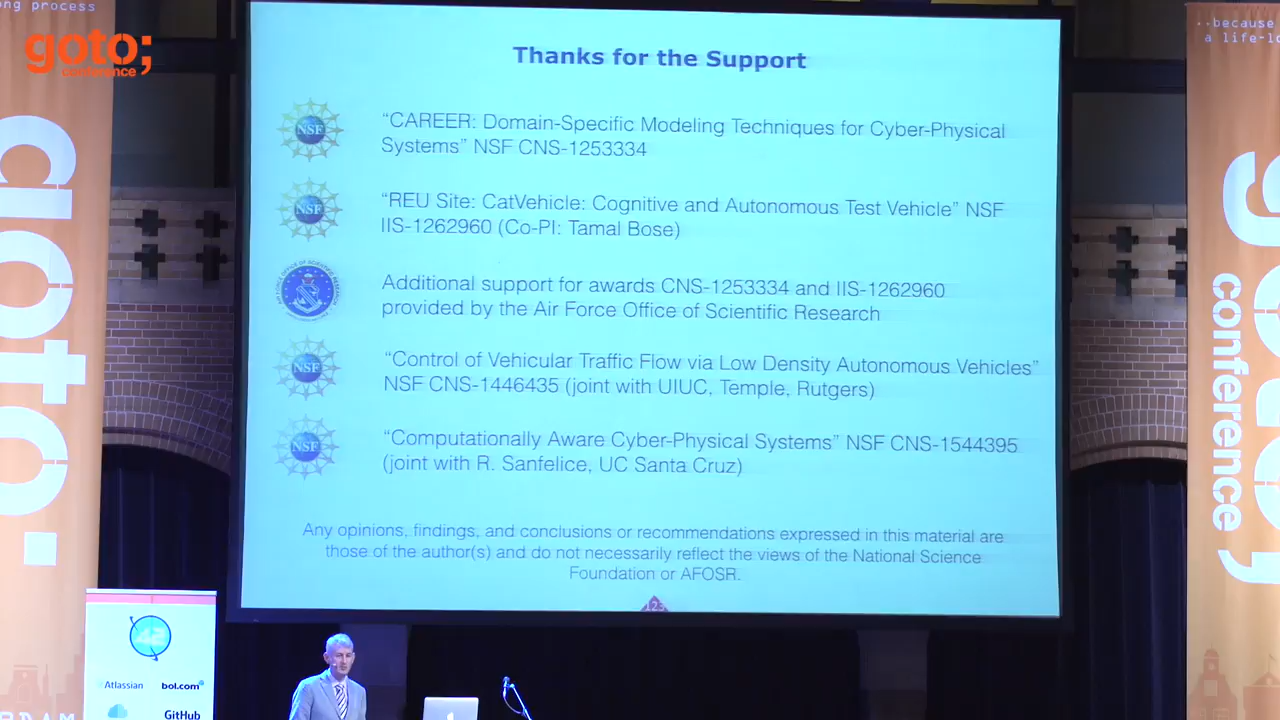 ng process
goto;
conference
goto.
..because
a life-lo
goto;
conference
Thanks for the Support
NSF
“CAREER: Domain-Specific Modeling Techniques for Cyber-Physical
Systems” NSF CNS-1253334
NSF
“REU Site: CatVehicle: Cognitive and Autonomous Test Vehicle” NSF
IIS-1262960 (Co-PI: Tamal Bose)
Additional support for awards CNS-1253334 and IIS-1262960
provided by the Air Force Office of Scientific Research
NSF
“Control of Vehicular Traffic Flow via Low Density Autonomous Vehicles”
NSF CNS-1446435 (joint with UIUC, Temple, Rutgers)
NSF
“Computationally Aware Cyber-Physical Systems” NSF CNS-1544395
(joint with R. Sanfelice, UC Santa Cruz)
Any opinions, findings, and conclusions or recommendations expressed in this material are
those of the author(s) and do not necessarily reflect the views of the National Science
Foundation or AFOSR.
123
42
Atlassian
bol.com
GitHub
RDAM